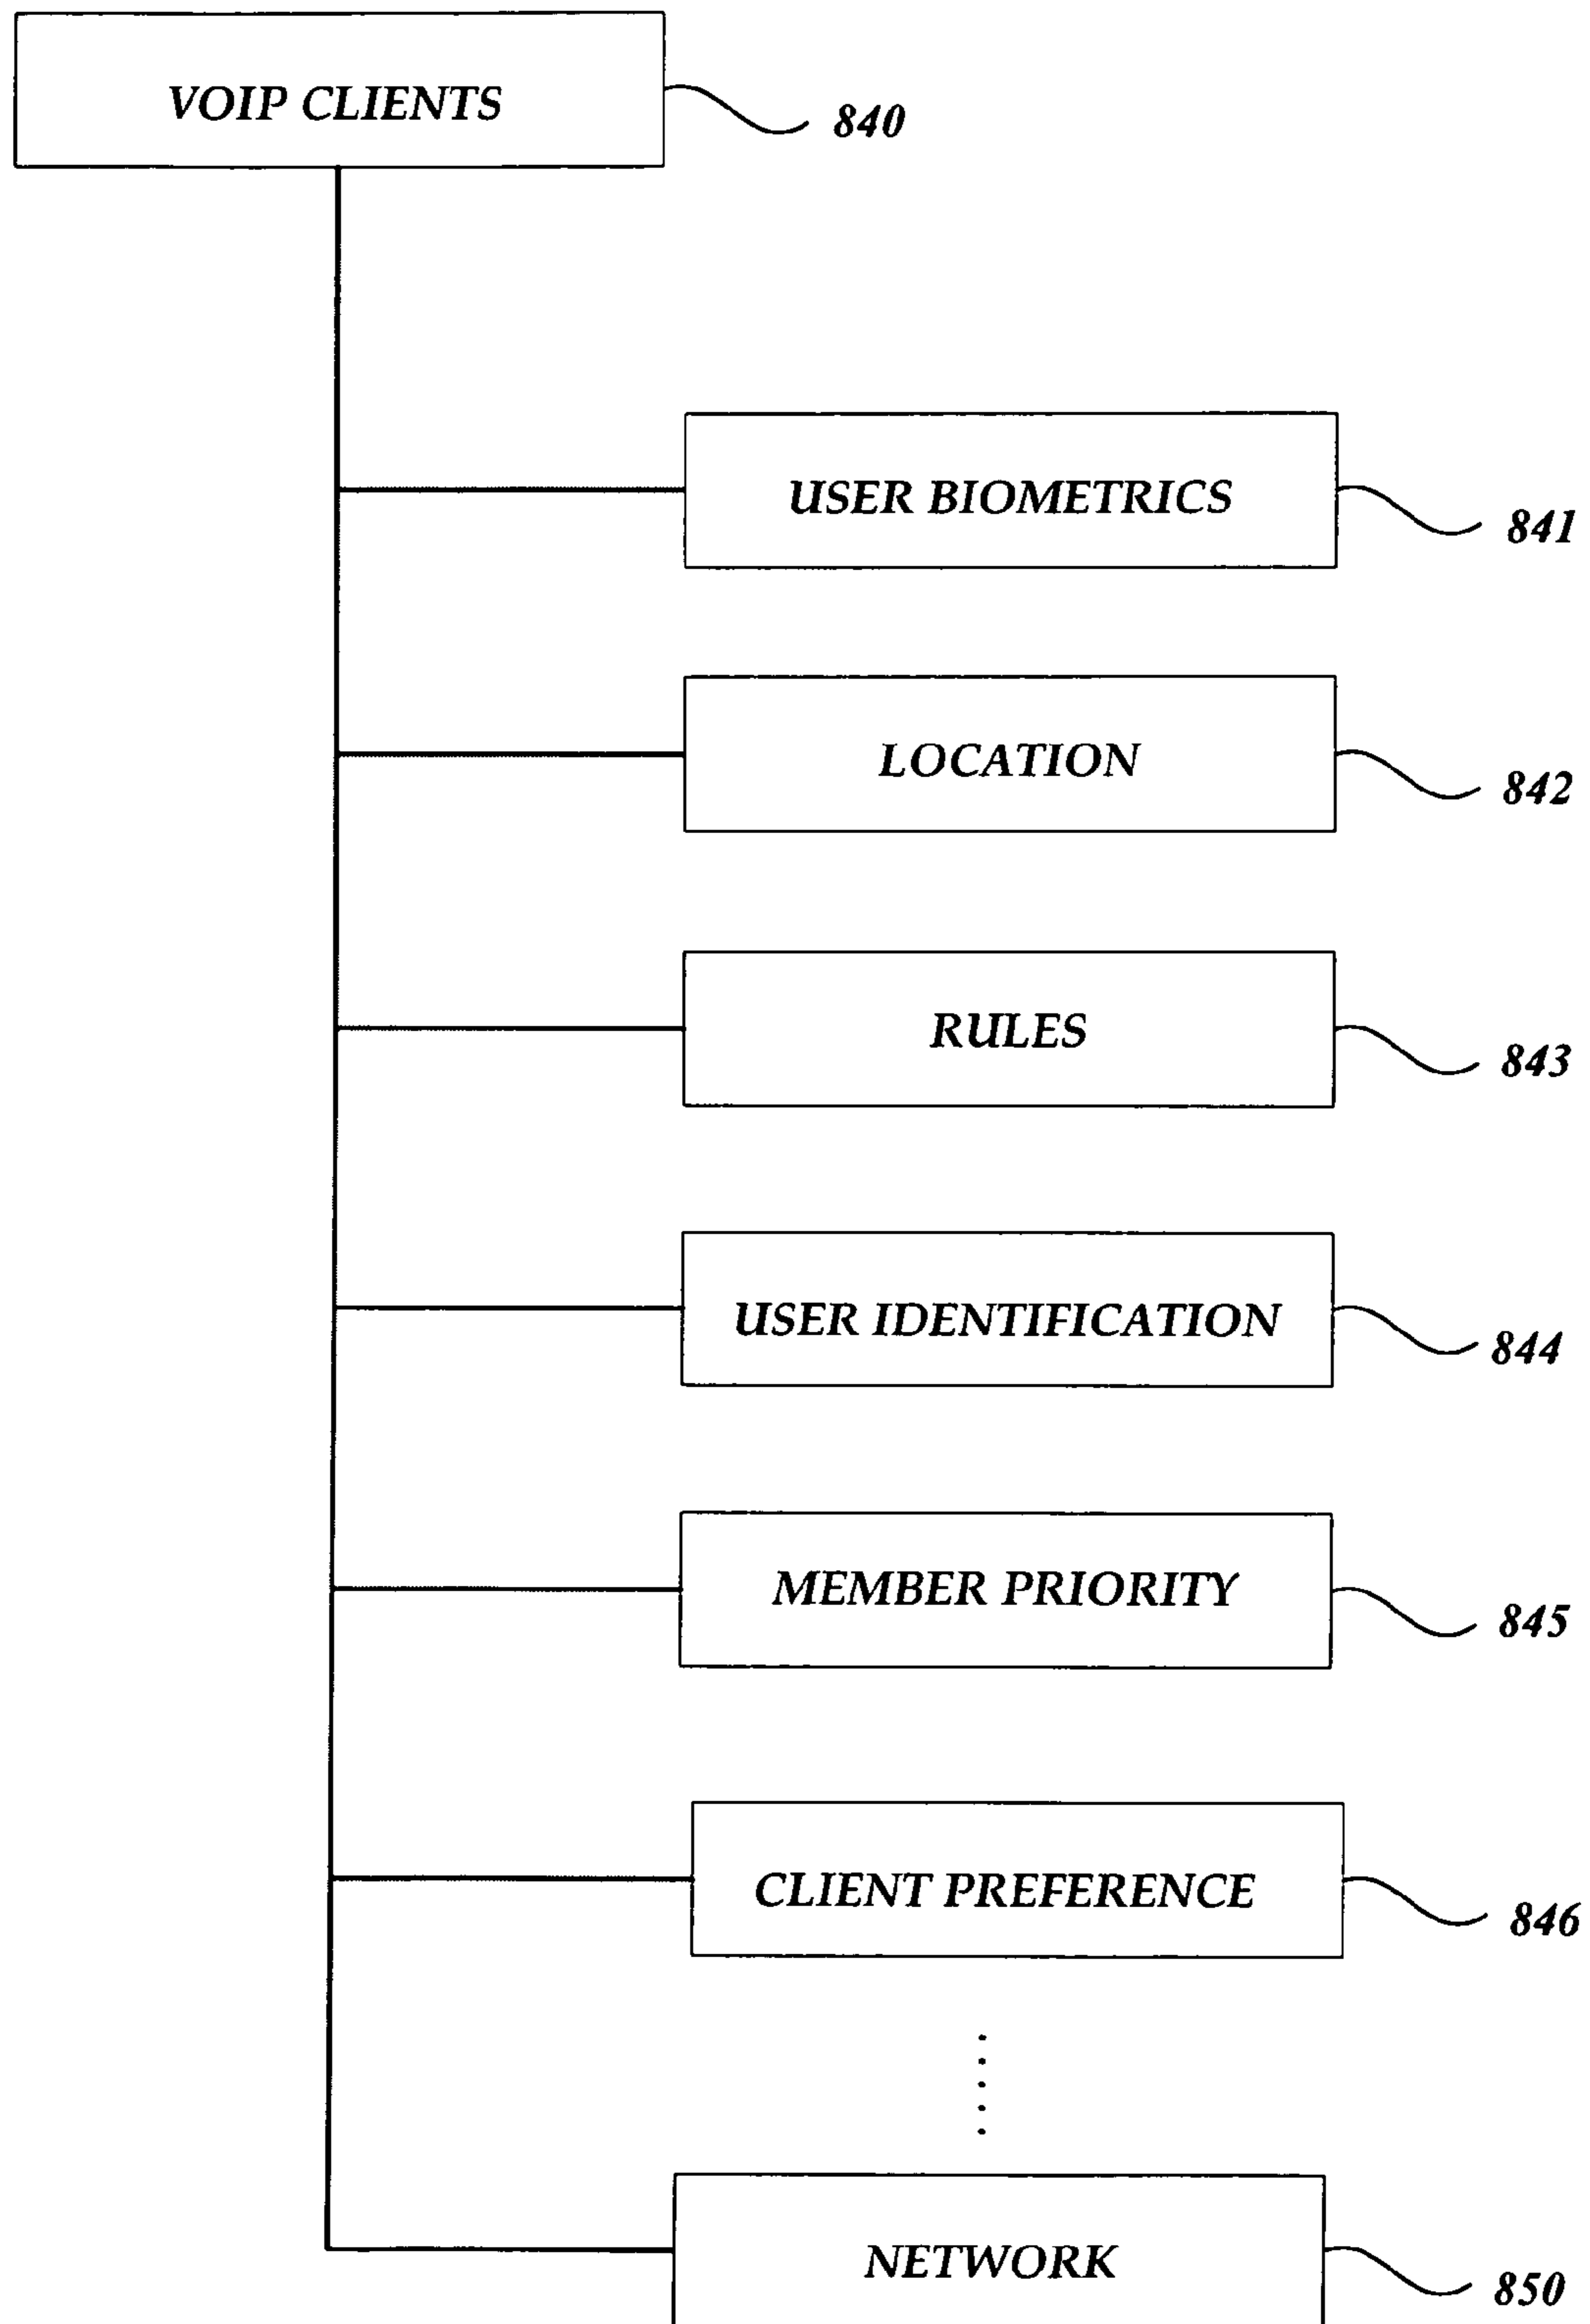 VOIP CLIENTS
840
USER BIOMETRICS
841
LOCATION
842
RULES
843
USER IDENTIFICATION
844
MEMBER PRIORITY
845
CLIENT PREFERENCE
846
NETWORK
850